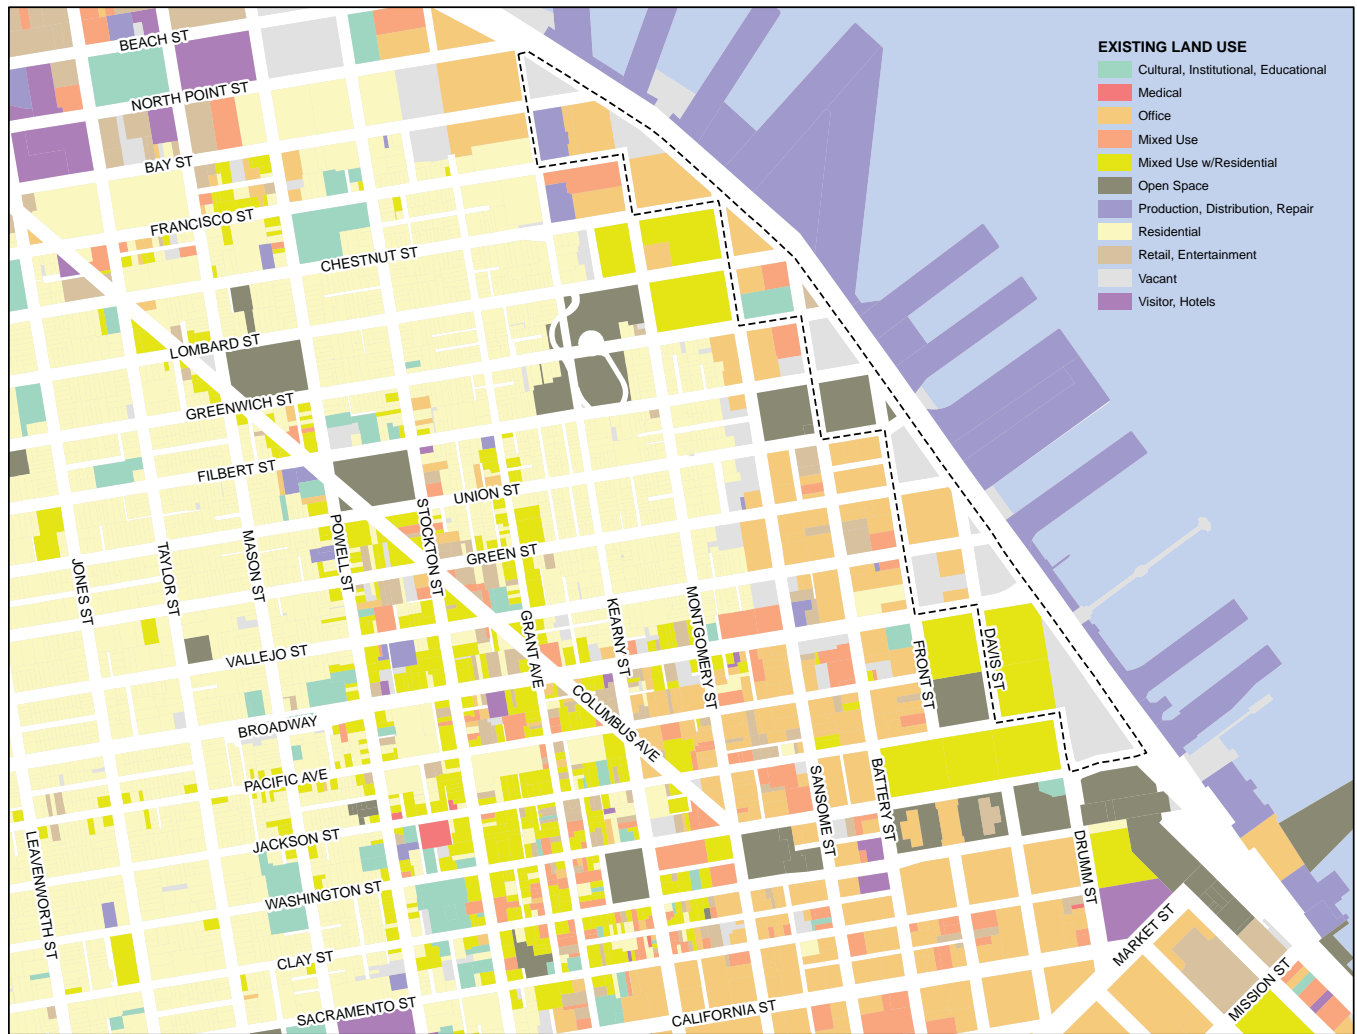 EXISTING LAND USE
Cultural, Institutional, Educational
Medical
Office
Mixed Use
Mixed Use w/Residential
Open Space
Production, Distribution, Repair
Residential
Retail, Entertainment
Vacant
Visitor, Hotels
BEACH ST
NORTH POINT ST
BAY ST
FRANCISCO ST
CHESTNUT ST
LOMBARD ST
GREENWICH ST
FILBERT ST
UNION ST
GREEN ST
JONES ST
TAYLOR ST
MASON ST
POWELL ST
STOCKTON ST
GRANT AVE
KEARNY ST
MONTGOMERY ST
FRONT ST
DAVIS ST
VALLEJO ST
COLUMBUS AVE
BROADWAY
PACIFIC AVE
SANSOME ST
BATTERY ST
JACKSON ST
LEAVENWORTH ST
DRUMM ST
WASHINGTON ST
MARKET ST
CLAY ST
MISSION ST
SACRAMENTO ST
CALIFORNIA ST